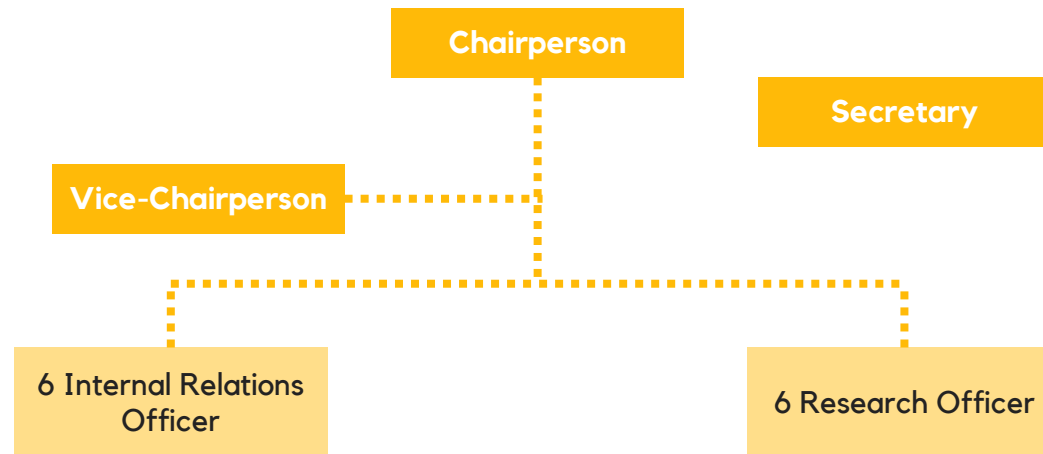 Chairperson
Secretary
Vice-Chairperson
6 Internal Relations
Officer
6 Research Officer